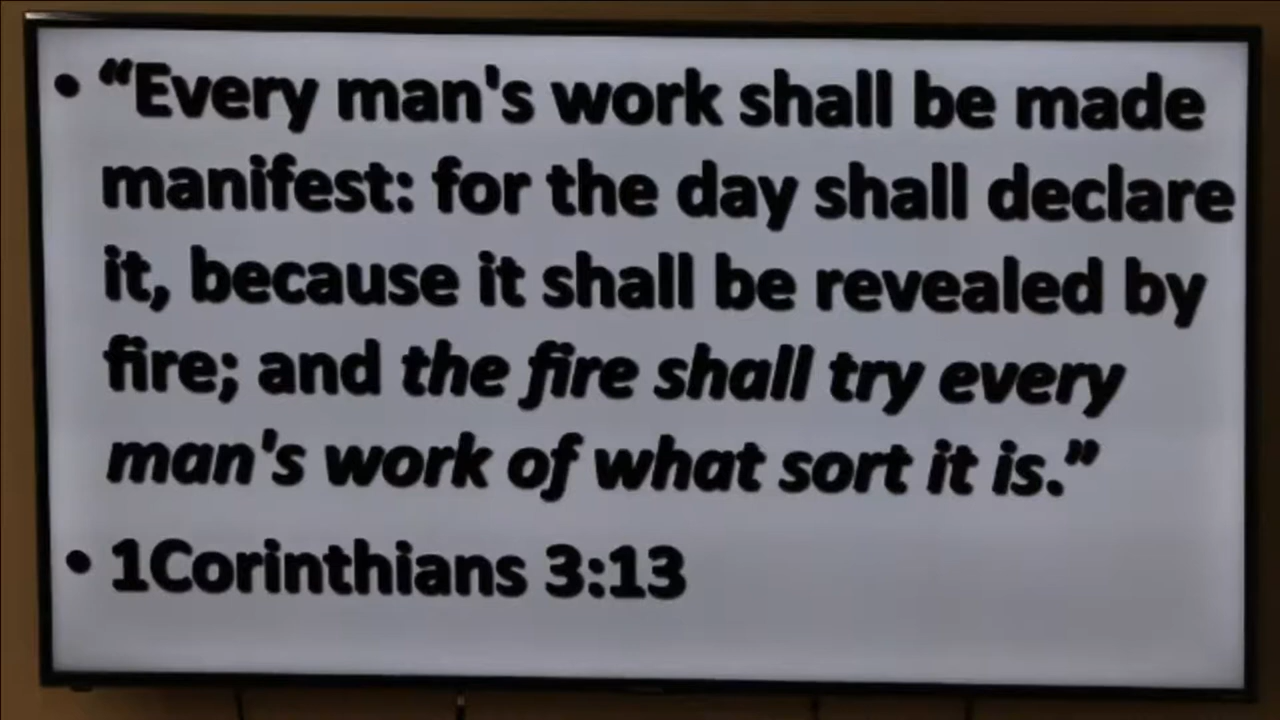 • “Every man's work shall be made
manifest: for the day shall declare
it, because it shall be revealed by
fire; and the fire shall try every
man's work of what sort it is.”
• 1Corinthians 3:13